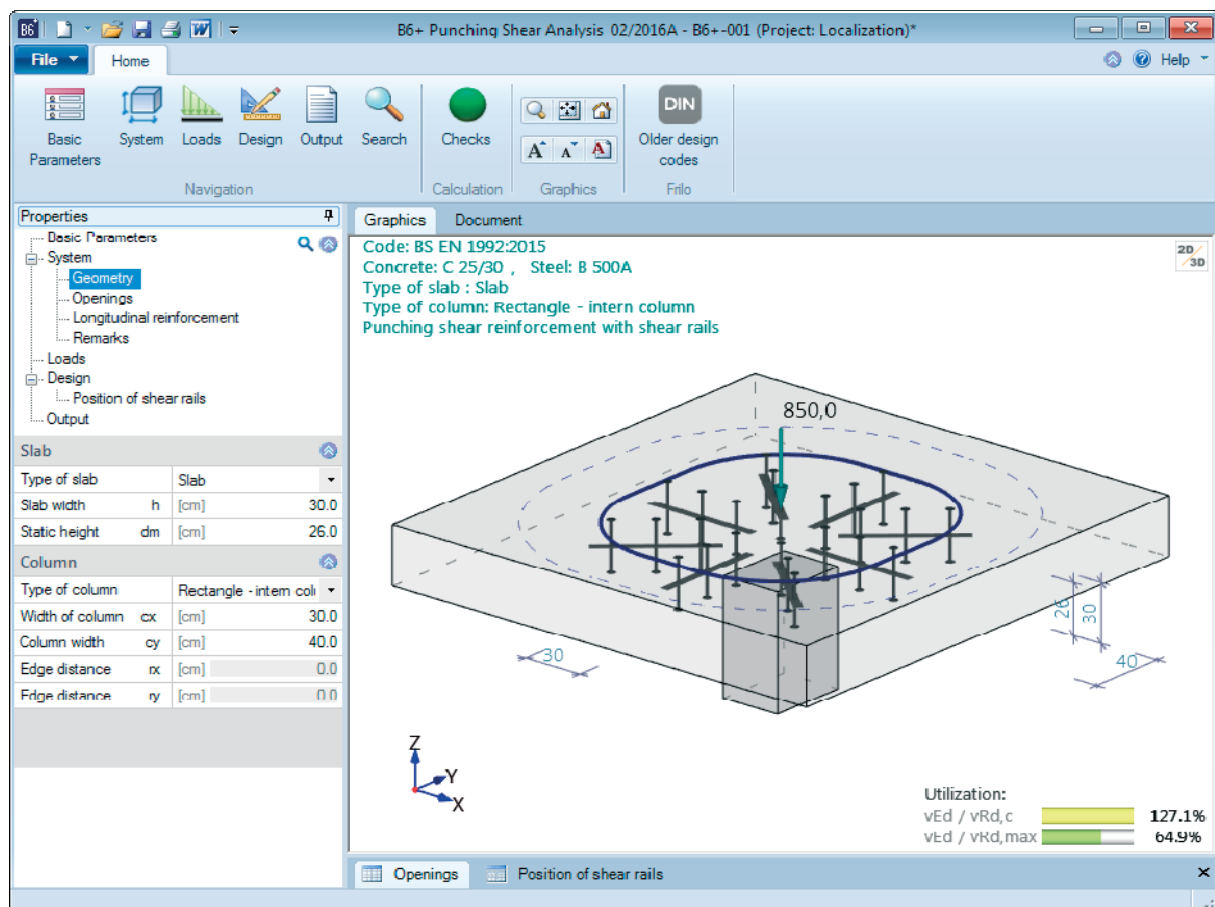 B6+ Punching Shear Analysis 02/2016A - B6+-001 (Project: Localization)*
File Home Help
Basic Parameters
System
Loads
Design
Output
Search
Checks
DIN
Older design codes
Navigation Calculation Graphics Frilo
Properties
Basic Parameters
System
Geometry
Openings
Longitudinal reinforcement
Remarks
Loads
Design
Position of shear rails
Output
Slab
Type of slab Slab
Slab width h [cm] 30.0
Static height dm [cm] 26.0
Column
Type of column Rectangle - intern colu
Width of column cx [cm] 30.0
Column width cy [cm] 40.0
Edge distance rx [cm] 0.0
Edge distance ry [cm] 0.0
Graphics Document
Code: BS EN 1992:2015
Concrete: C 25/30 , Steel: B 500A
Type of slab : Slab
Type of column: Rectangle - intern column
Punching shear reinforcement with shear rails
2D/3D
850,0
26
30
30
40
Z
Y
X
Utilization:
vEd / vRd,c 127.1%
vEd / vRd,max 64.9%
Openings Position of shear rails